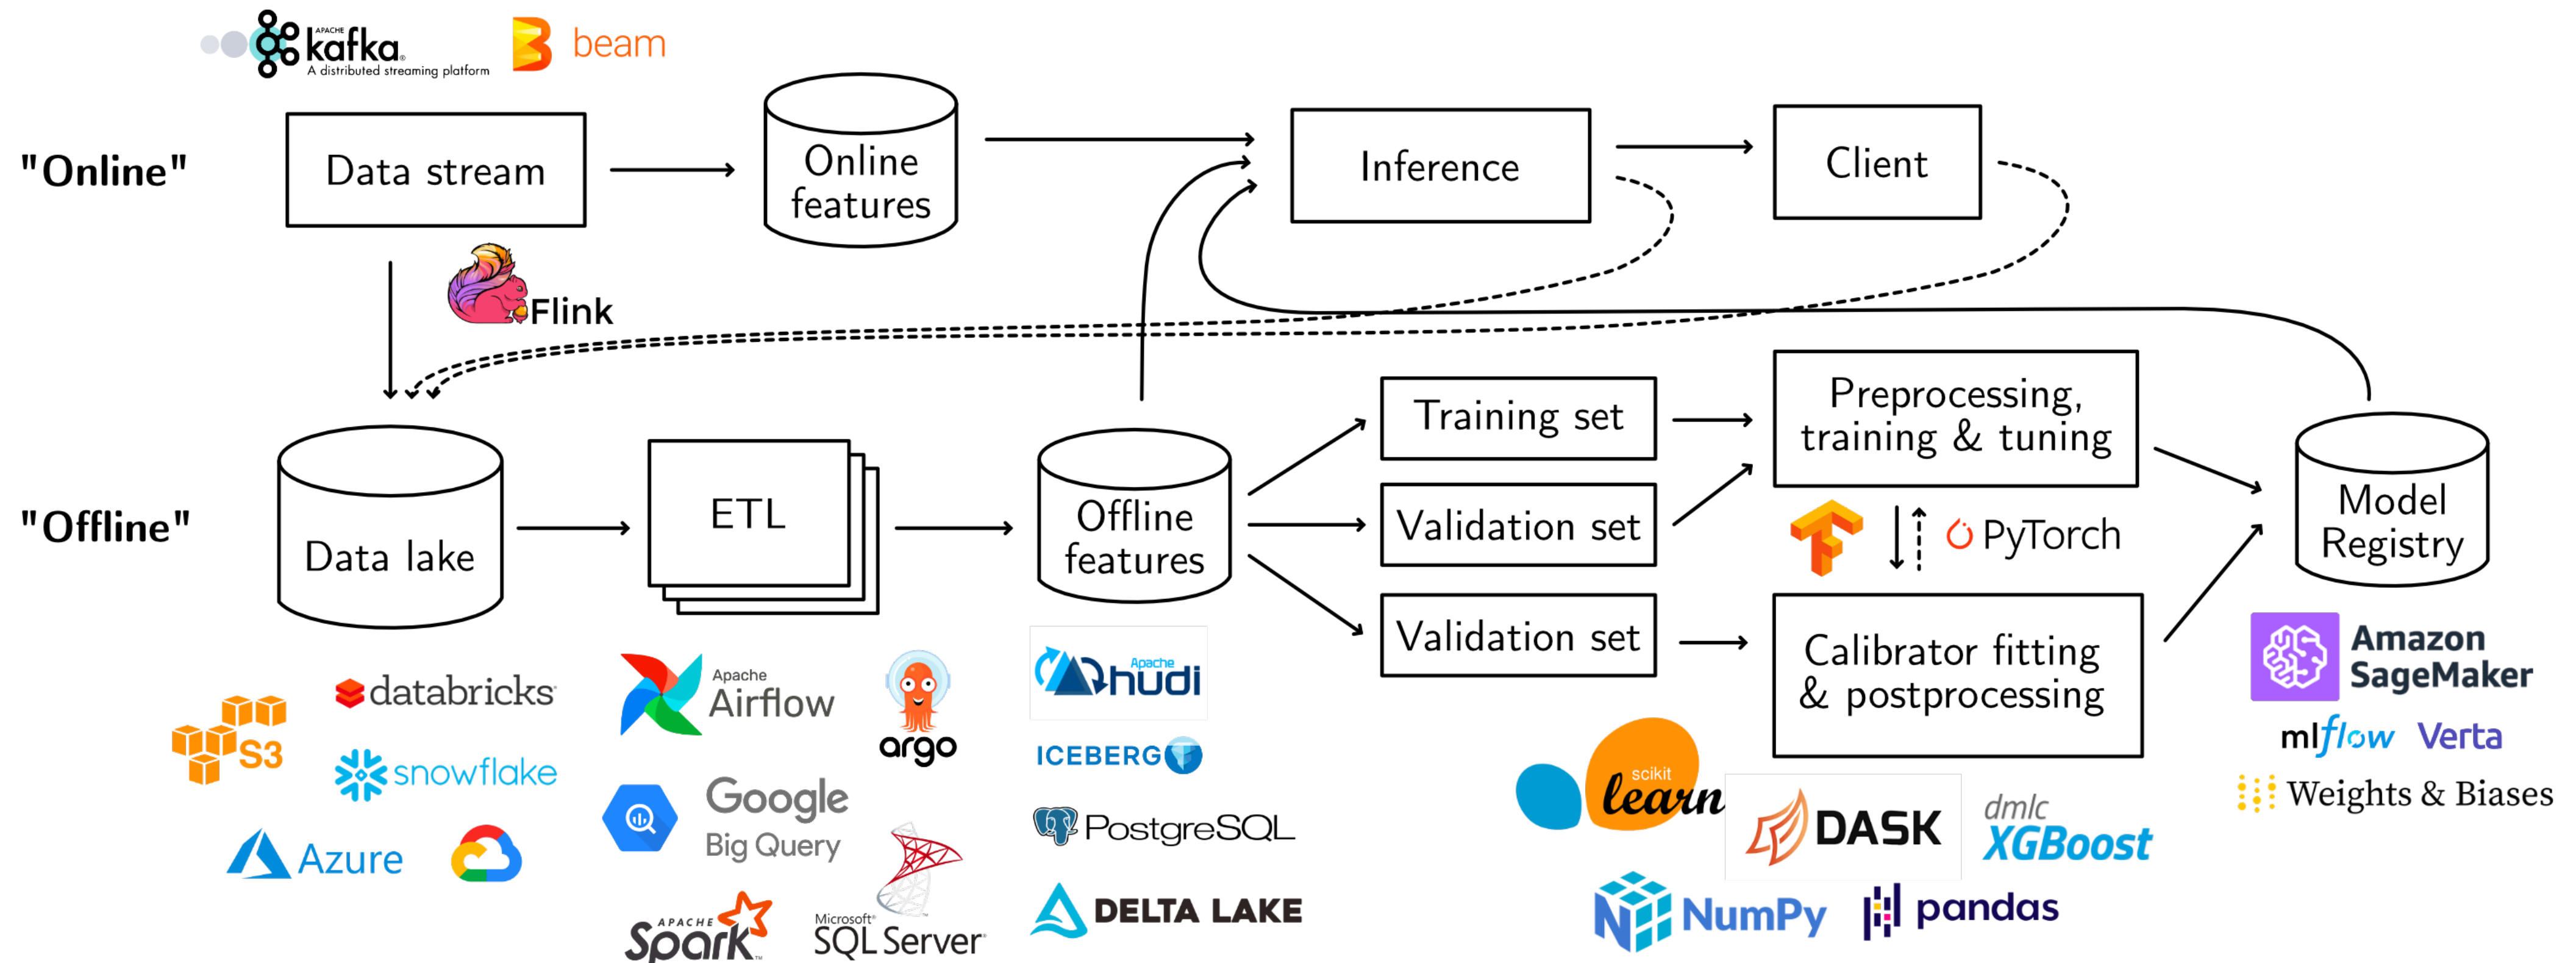 APACHE
kafka®
A distributed streaming platform
beam
"Online"
Data stream
Online
features
Inference
Client
Flink
"Offline"
Data lake
ETL
Offline
features
Training set
Validation set
Validation set
Preprocessing,
training & tuning
PyTorch
Calibrator fitting
& postprocessing
Model
Registry
S3
databricks
snowflake
Azure
Apache
Airflow
argo
Google
Big Query
APACHE
Spark™
Microsoft®
SQL Server®
Apache
hudi
ICEBERG
PostgreSQL
DELTA LAKE
scikit
learn
DASK
dmlc
XGBoost
NumPy
pandas
Amazon
SageMaker
mlflow
Verta
Weights & Biases